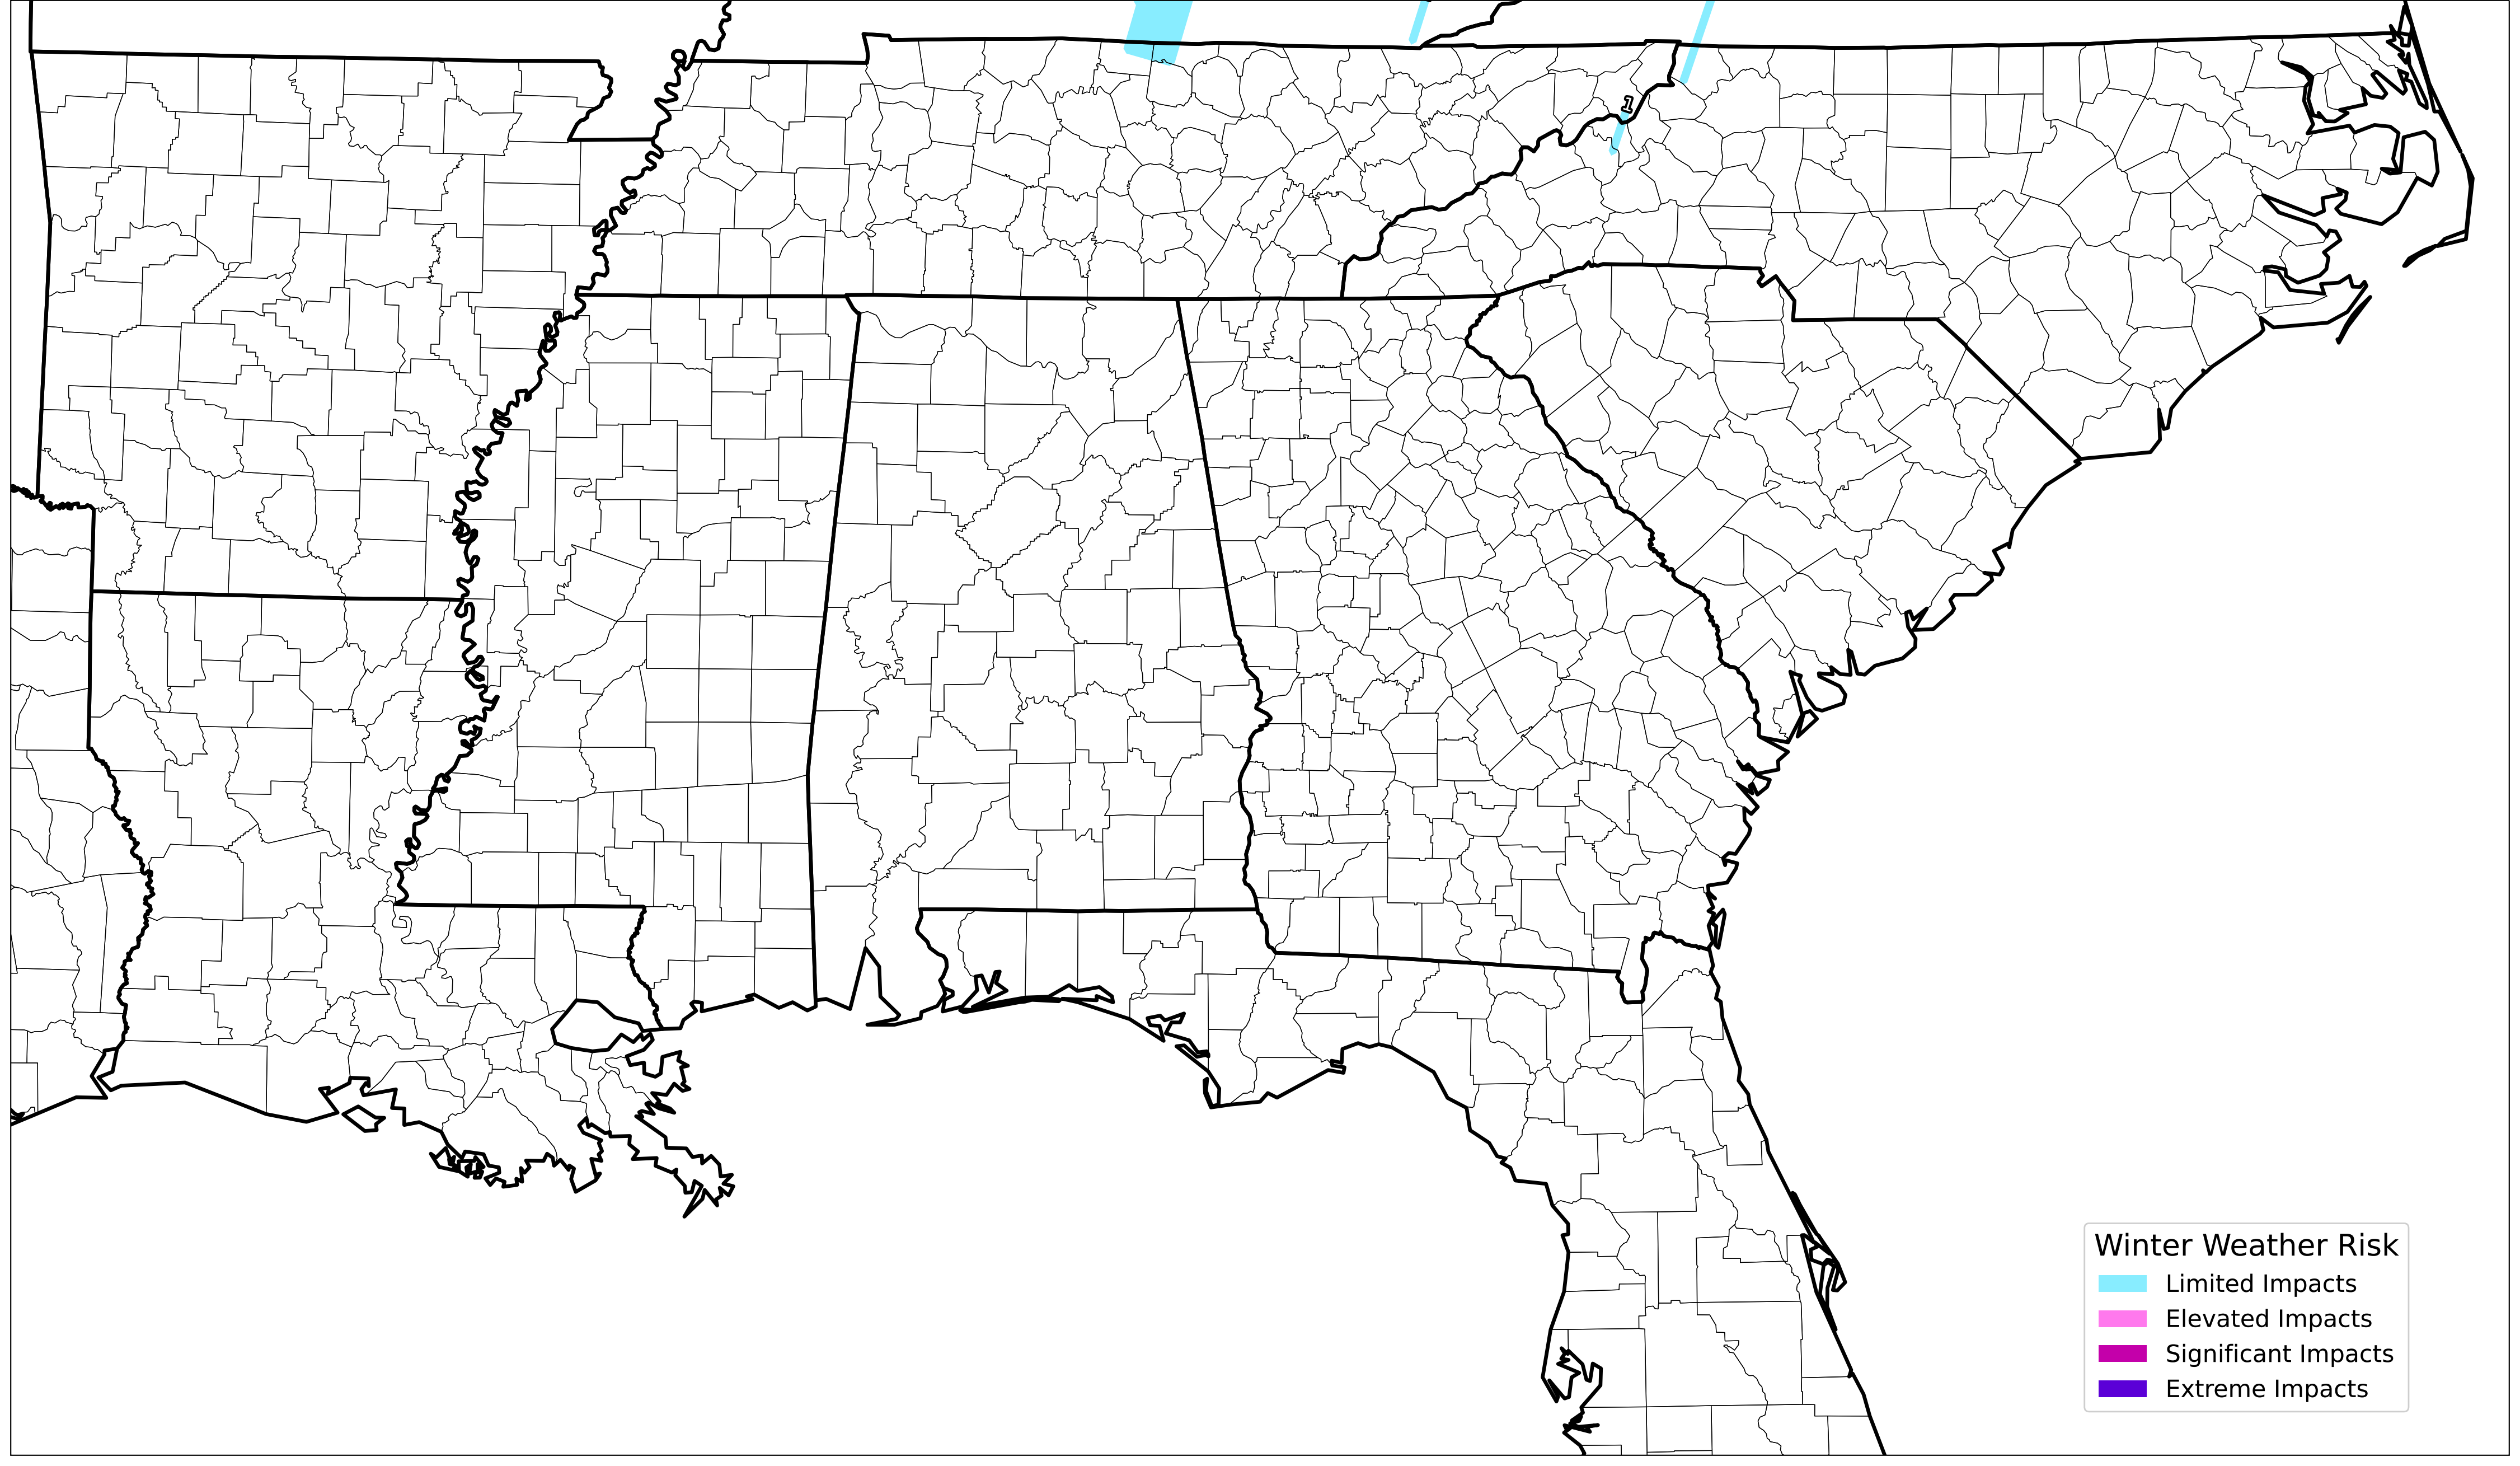 1
Winter Weather Risk
Limited Impacts
Elevated Impacts
Significant Impacts
Extreme Impacts